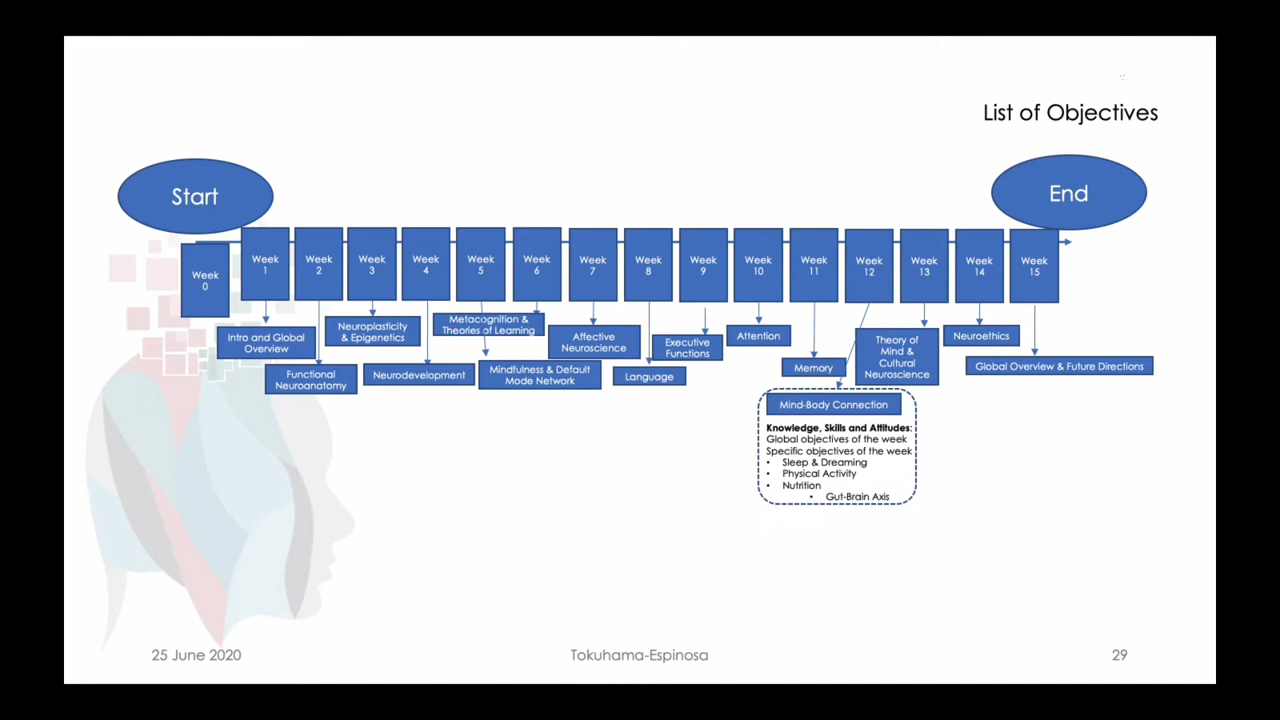 List of Objectives
Start
End
Week
0
Week
1
Week
2
Week
3
Week
4
Week
5
Week
6
Week
7
Week
8
Week
9
Week
10
Week
11
Week
12
Week
13
Week
14
Week
15
Intro and Global
Overview
Functional
Neuroanatomy
Neuroplasticity
& Epigenetics
Neurodevelopment
Metacognition &
Theories of Learning
Mindfulness & Default
Mode Network
Affective
Neuroscience
Language
Executive
Functions
Attention
Memory
Mind-Body Connection
Knowledge, Skills and Attitudes:
Global objectives of the week
Specific objectives of the week
• Sleep & Dreaming
• Physical Activity
• Nutrition
• Gut-Brain Axis
Theory of
Mind &
Cultural
Neuroscience
Neuroethics
Global Overview & Future Directions
25 June 2020
Tokuhama-Espinosa
29